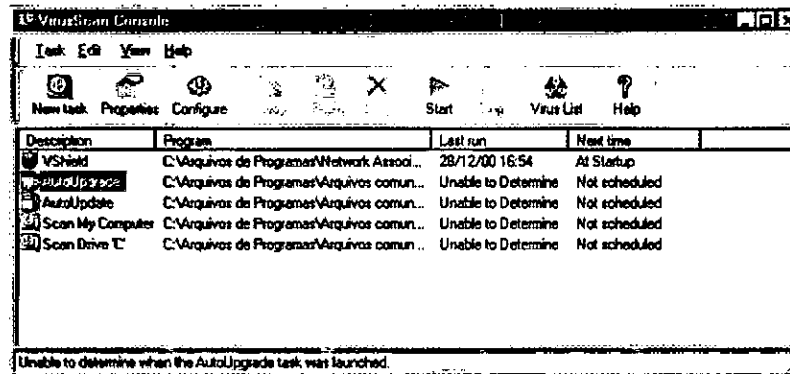 VirusScan Console
Task Edit View Help
New task Properties Configure Start Virus List Help
Description Program Last run Next time
VShield C:\Arquivos de Programas\Network Associ... 28/12/00 16:54 At Startup
AutoUpgrade C:\Arquivos de Programas\Arquivos comun... Unable to Determine Not scheduled
AutoUpdate C:\Arquivos de Programas\Arquivos comun... Unable to Determine Not scheduled
Scan My Computer C:\Arquivos de Programas\Arquivos comun... Unable to Determine Not scheduled
Scan Drive 'C' C:\Arquivos de Programas\Arquivos comun... Unable to Determine Not scheduled
Unable to determine when the AutoUpgrade task was launched.